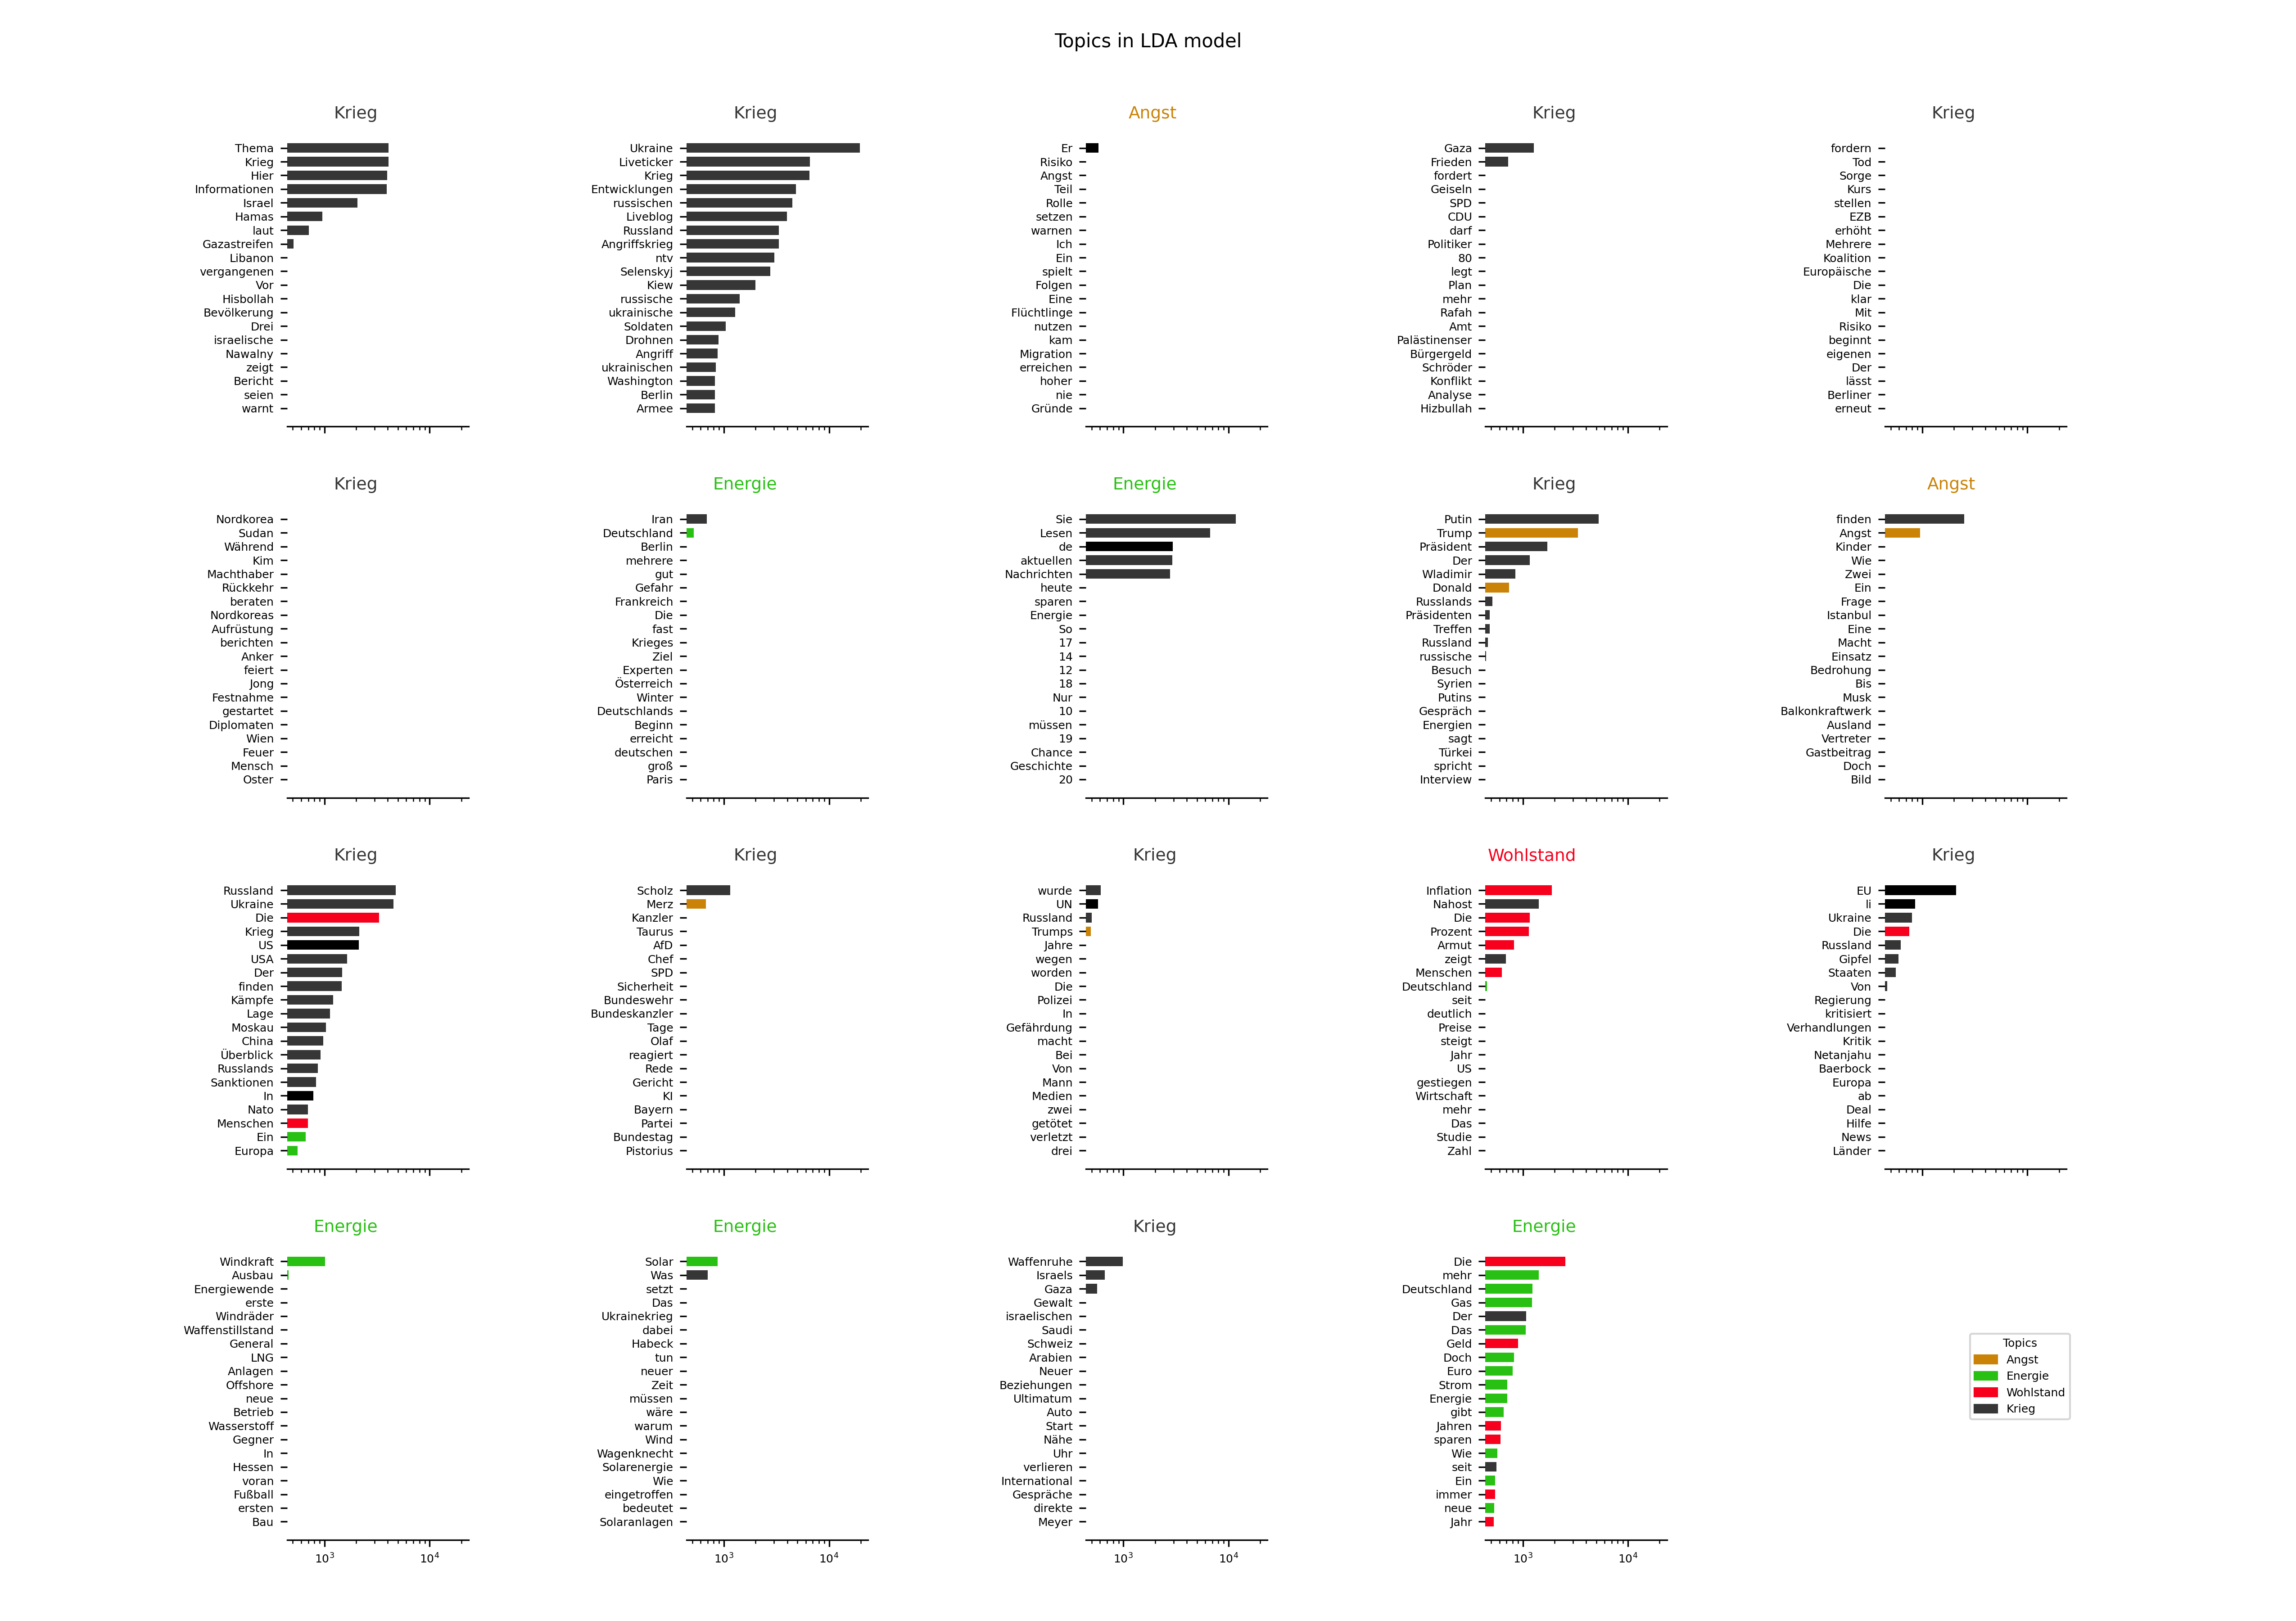 Topics in LDA model
Krieg
Thema
Krieg
Hier
Informationen
Israel
Hamas
laut
Gazastreifen
Libanon
vergangenen
Vor
Hisbollah
Bevölkerung
Drei
israelische
Nawalny
zeigt
Bericht
seien
warnt
Krieg
Ukraine
Liveticker
Krieg
Entwicklungen
russischen
Liveblog
Russland
Angriffskrieg
ntv
Selenskyj
Kiew
russische
ukrainische
Soldaten
Drohnen
Angriff
ukrainischen
Washington
Berlin
Armee
Angst
Er
Risiko
Angst
Teil
Rolle
setzen
warnen
Ich
Ein
spielt
Folgen
Eine
Flüchtlinge
nutzen
kam
Migration
erreichen
hoher
nie
Gründe
Krieg
Gaza
Frieden
fordert
Geiseln
SPD
CDU
darf
Politiker
80
legt
Plan
mehr
Rafah
Amt
Palästinenser
Bürgergeld
Schröder
Konflikt
Analyse
Hizbullah
Krieg
fordern
Tod
Sorge
Kurs
stellen
EZB
erhöht
Mehrere
Koalition
Europäische
Die
klar
Mit
Risiko
beginnt
eigenen
Der
lässt
Berliner
erneut
Krieg
Nordkorea
Sudan
Während
Kim
Machthaber
Rückkehr
beraten
Nordkoreas
Aufrüstung
berichten
Anker
feiert
Jong
Festnahme
gestartet
Diplomaten
Wien
Feuer
Mensch
Oster
Energie
Iran
Deutschland
Berlin
mehrere
gut
Gefahr
Frankreich
Die
fast
Krieges
Ziel
Experten
Österreich
Winter
Deutschlands
Beginn
erreicht
deutschen
groß
Paris
Energie
Sie
Lesen
de
aktuellen
Nachrichten
heute
sparen
Energie
So
17
14
12
18
Nur
10
müssen
19
Chance
Geschichte
20
Krieg
Putin
Trump
Präsident
Der
Wladimir
Donald
Russlands
Präsidenten
Treffen
Russland
russische
Besuch
Syrien
Putins
Gespräch
Energien
sagt
Türkei
spricht
Interview
Angst
finden
Angst
Kinder
Wie
Zwei
Ein
Frage
Istanbul
Eine
Macht
Einsatz
Bedrohung
Bis
Musk
Balkonkraftwerk
Ausland
Vertreter
Gastbeitrag
Doch
Bild
Krieg
Russland
Ukraine
Die
Krieg
US
USA
Der
finden
Kämpfe
Lage
Moskau
China
Überblick
Russlands
Sanktionen
In
Nato
Menschen
Ein
Europa
Krieg
Scholz
Merz
Kanzler
Taurus
AfD
Chef
SPD
Sicherheit
Bundeswehr
Bundeskanzler
Tage
Olaf
reagiert
Rede
Gericht
KI
Bayern
Partei
Bundestag
Pistorius
Krieg
wurde
UN
Russland
Trumps
Jahre
wegen
worden
Die
Polizei
In
Gefährdung
macht
Bei
Von
Mann
Medien
zwei
getötet
verletzt
drei
Wohlstand
Inflation
Nahost
Die
Prozent
Armut
zeigt
Menschen
Deutschland
seit
deutlich
Preise
steigt
Jahr
US
gestiegen
Wirtschaft
mehr
Das
Studie
Zahl
Krieg
EU
li
Ukraine
Die
Russland
Gipfel
Staaten
Von
Regierung
kritisiert
Verhandlungen
Kritik
Netanjahu
Baerbock
Europa
ab
Deal
Hilfe
News
Länder
Energie
Windkraft
Ausbau
Energiewende
erste
Windräder
Waffenstillstand
General
LNG
Anlagen
Offshore
neue
Betrieb
Wasserstoff
Gegner
In
Hessen
voran
Fußball
ersten
Bau
10³
10⁴
Energie
Solar
Was
setzt
Das
Ukrainekrieg
dabei
Habeck
tun
neuer
Zeit
müssen
wäre
warum
Wind
Wagenknecht
Solarenergie
Wie
eingetroffen
bedeutet
Solaranlagen
10³
10⁴
Krieg
Waffenruhe
Israels
Gaza
Gewalt
israelischen
Saudi
Schweiz
Arabien
Neuer
Beziehungen
Ultimatum
Auto
Start
Nähe
Uhr
verlieren
International
Gespräche
direkte
Meyer
10³
10⁴
Energie
Die
mehr
Deutschland
Gas
Der
Das
Geld
Doch
Euro
Strom
Energie
gibt
Jahren
sparen
Wie
seit
Ein
immer
neue
Jahr
10³
10⁴
Topics
Angst
Energie
Wohlstand
Krieg